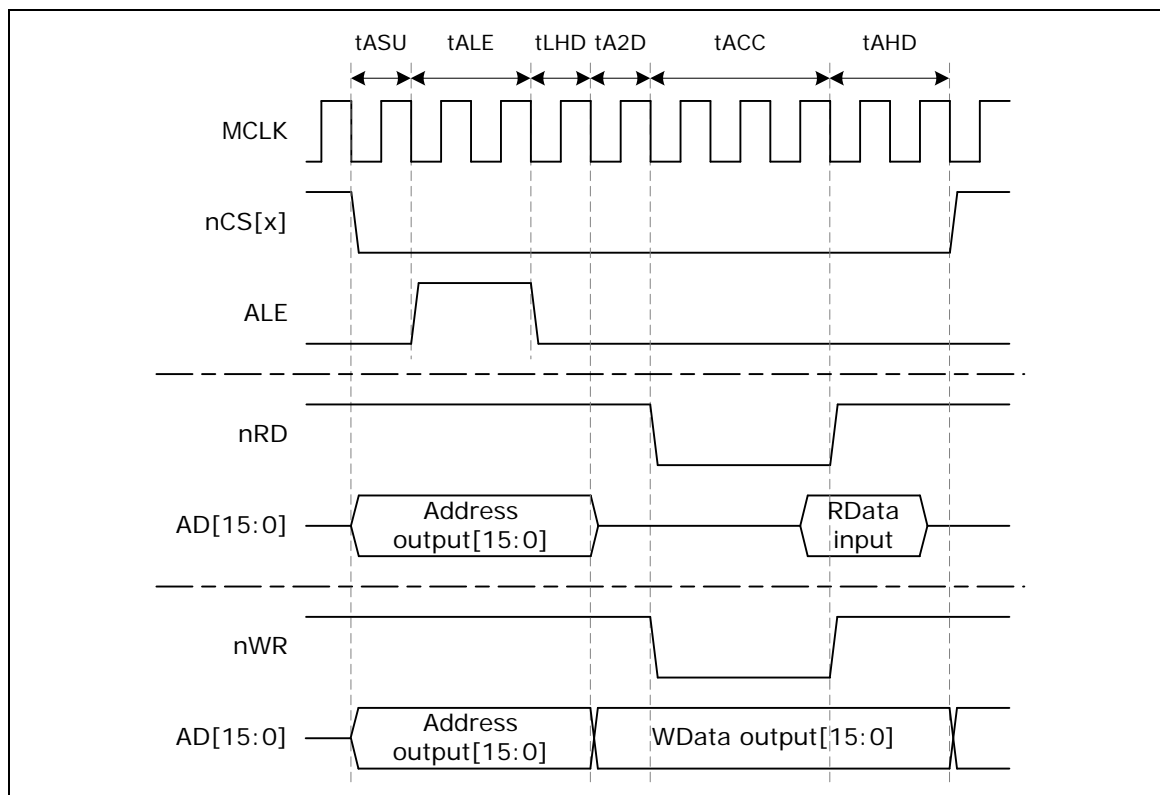 tASU tALE tLHD tA2D tACC tAHD
MCLK
nCS[x]
ALE
nRD
AD[15:0]
Address
output[15:0]
RData
input
nWR
AD[15:0]
Address
output[15:0]
WData output[15:0]